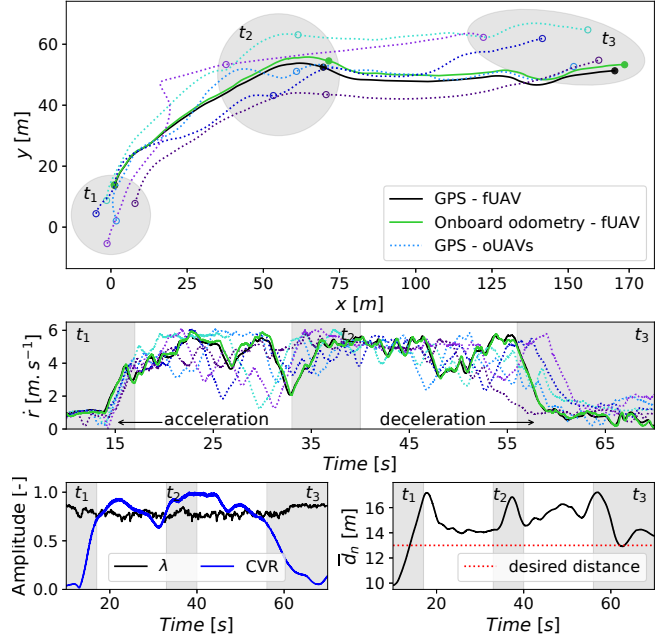 60
40
20
0
y [m]
t₁
t₂
t₃
GPS - fUAV
Onboard odometry - fUAV
GPS - oUAVs
0 25 50 75 100 125 150 170
x [m]
6
4
2
0
ṙ [m. s⁻¹]
t₁ t₂ t₃
acceleration deceleration
15 25 35 45 55 65
Time [s]
1.0
0.5
0.0
Amplitude [-]
t₁ t₂ t₃
λ CVR
20 40 60
Time [s]
16
14
12
10
d̅ₙ [m]
t₁ t₂ t₃
desired distance
20 40 60
Time [s]